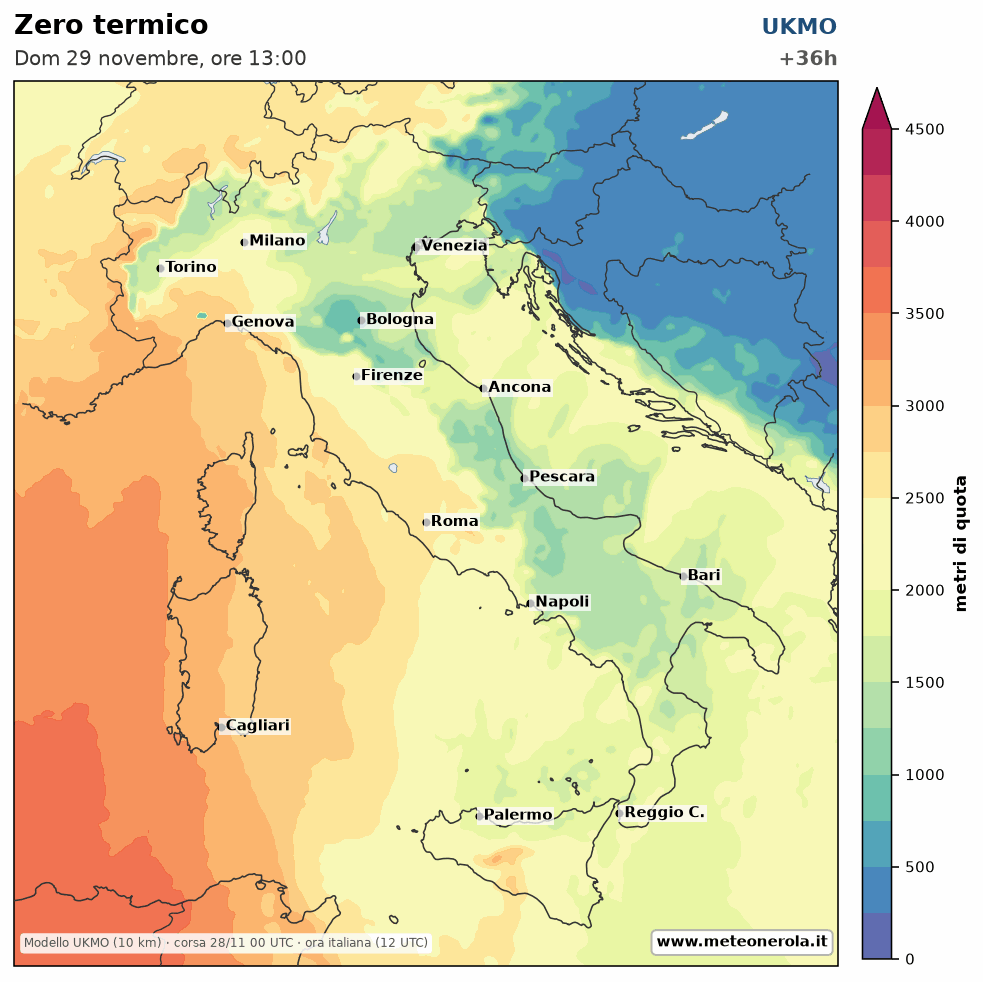 Zero termico
UKMO
Dom 29 novembre, ore 13:00
+36h
4500
4000
3500
3000
2500
2000
1500
1000
500
0
metri di quota
Milano
Venezia
Torino
Genova
Bologna
Firenze
Ancona
Pescara
Roma
Bari
Napoli
Cagliari
Palermo
Reggio C.
Modello UKMO (10 km) · corsa 28/11 00 UTC · ora italiana (12 UTC)
www.meteonerola.it